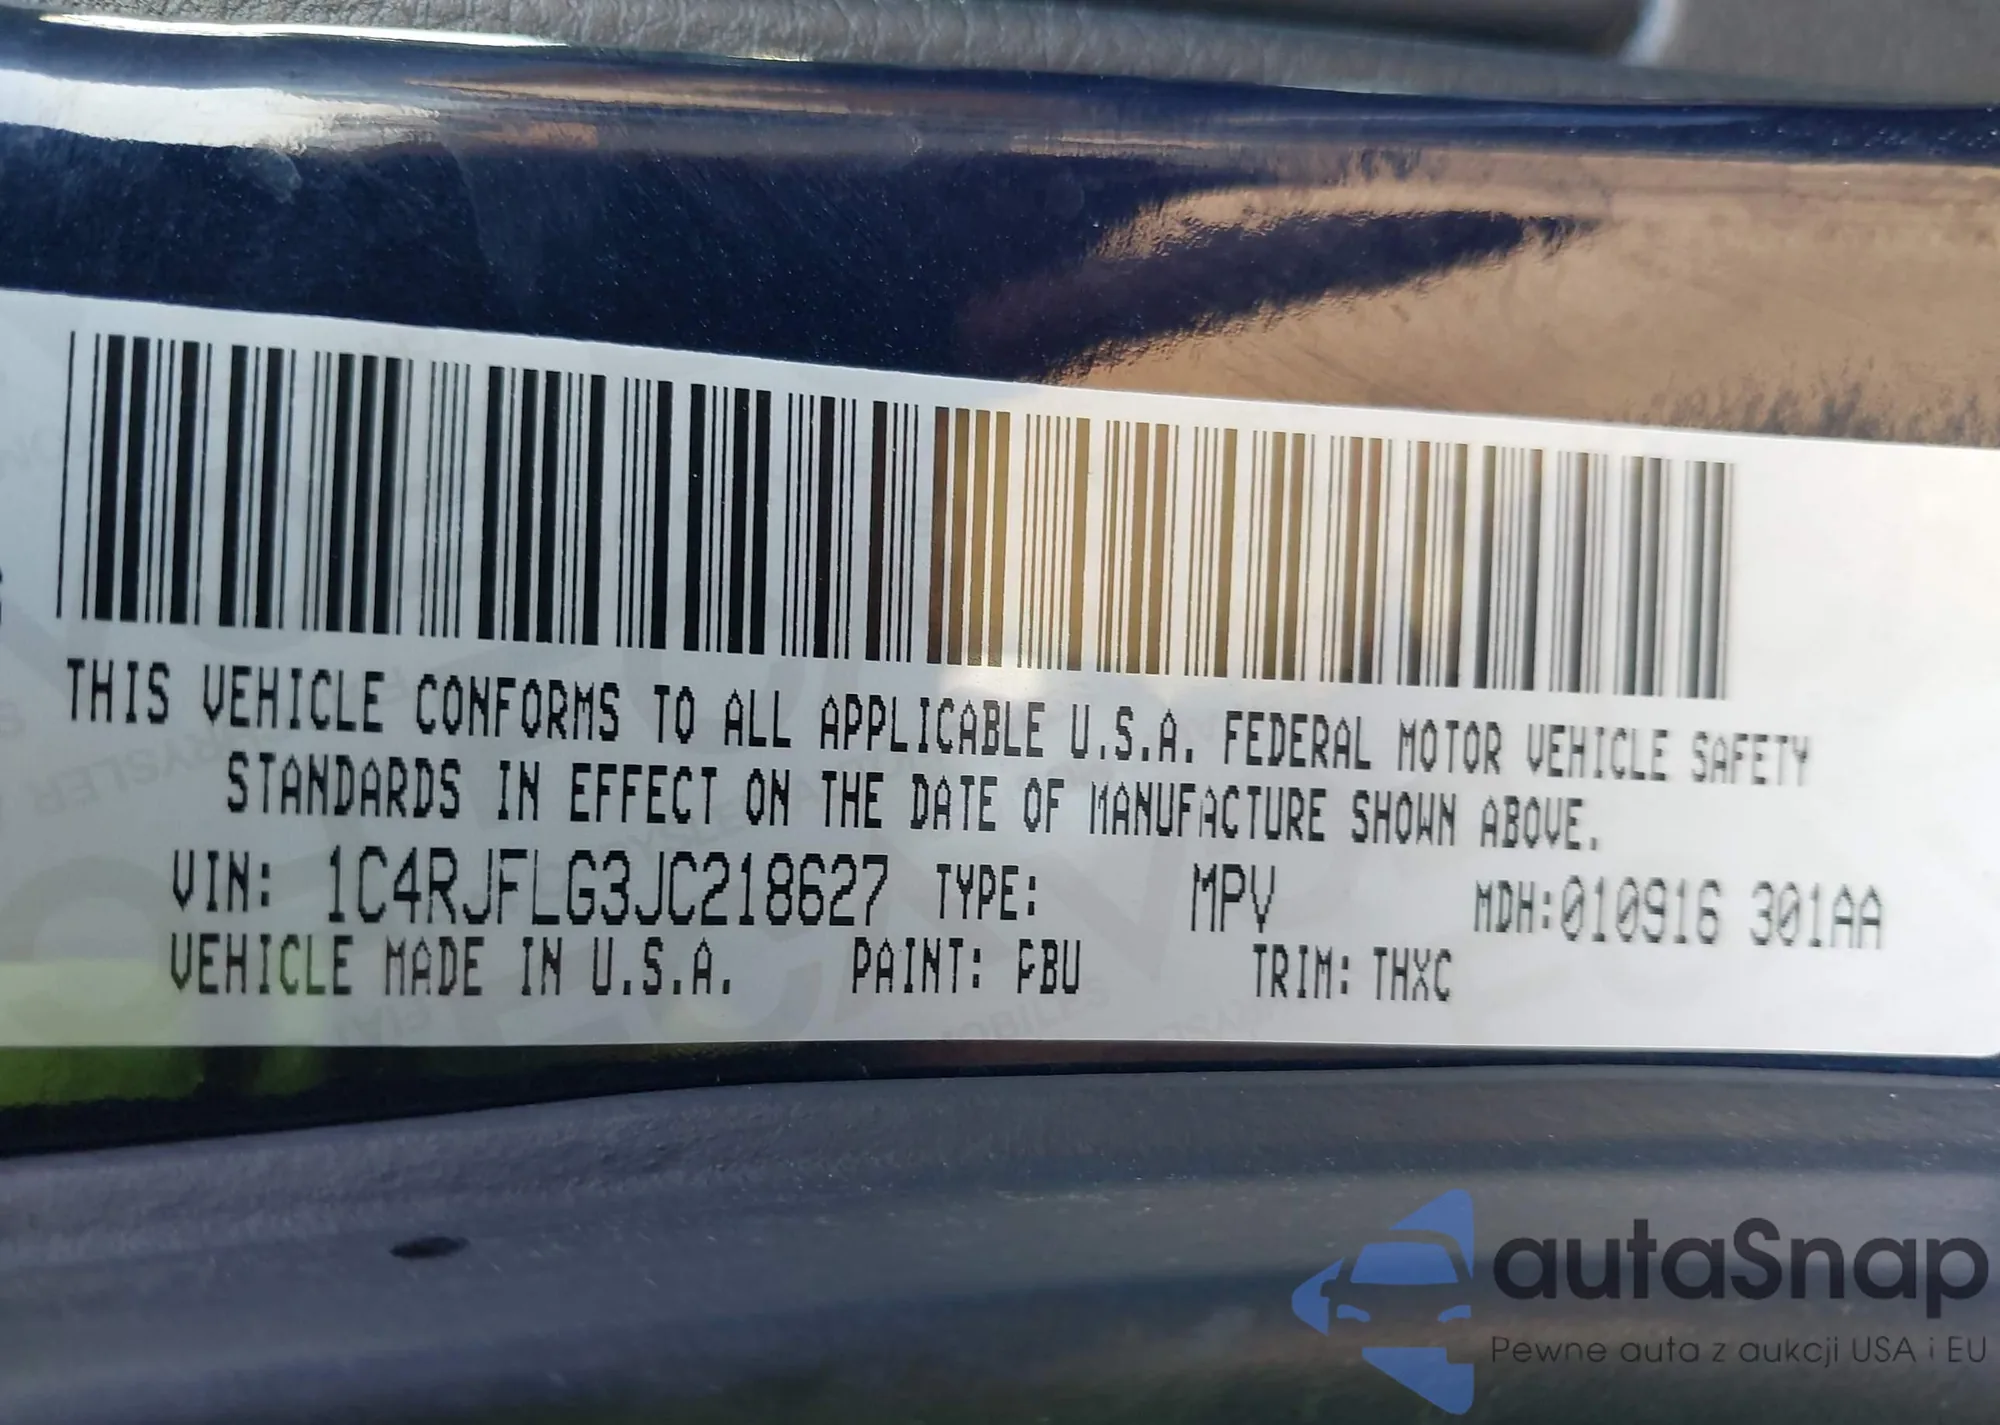 THIS VEHICLE CONFORMS TO ALL APPLICABLE U.S.A. FEDERAL MOTOR VEHICLE SAFETY
STANDARDS IN EFFECT ON THE DATE OF MANUFACTURE SHOWN ABOVE.
VIN: 1C4RJFLG3JC218627 TYPE: MPV MDH:010916 301AA
VEHICLE MADE IN U.S.A. PAINT: PBU TRIM: THXC
autaSnap
Pewne auta z aukcji USA i EU